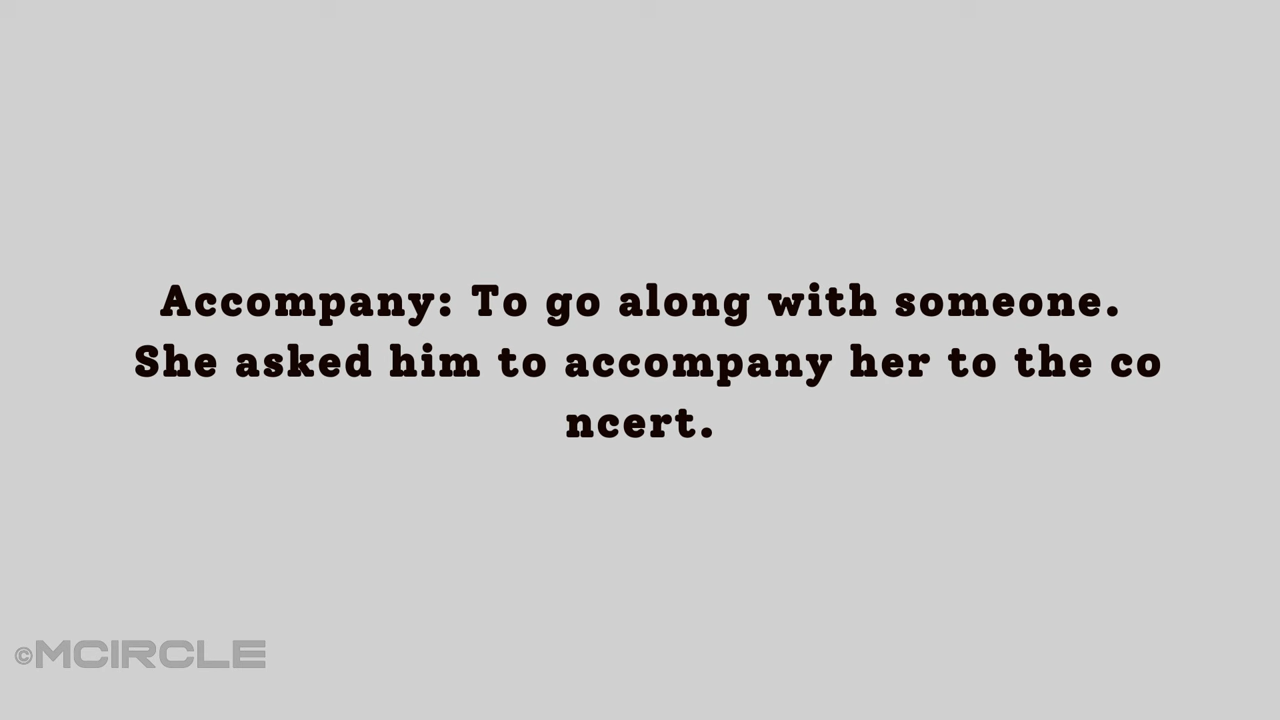 Accompany: To go along with someone.
She asked him to accompany her to the co
ncert.
©MCIRCLE